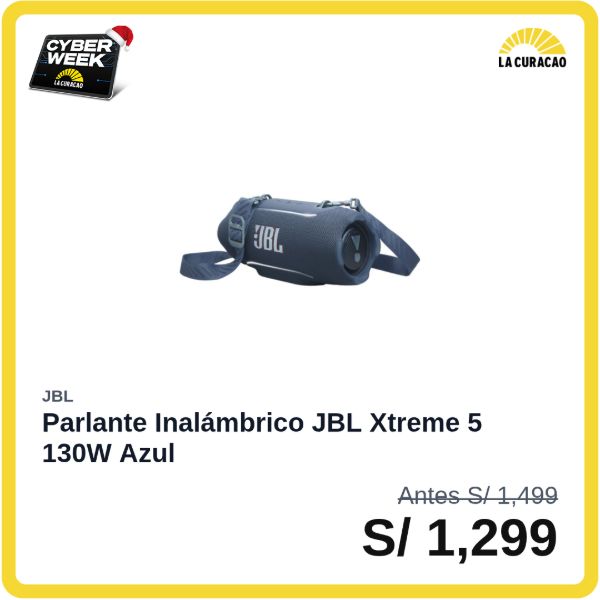 CYBER
WEEK
LA CURACAO
LA CURACAO
JBL
JBL
Parlante Inalámbrico JBL Xtreme 5
130W Azul
Antes S/ 1,499
S/ 1,299